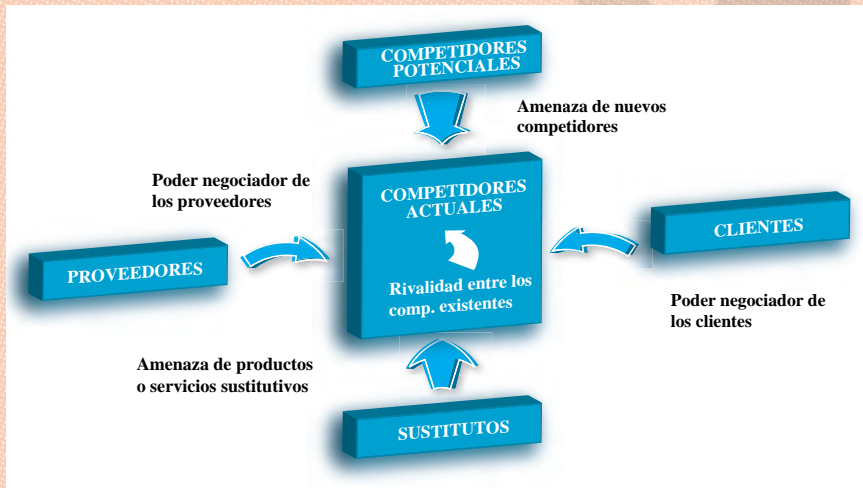 COMPETIDORES
POTENCIALES
Amenaza de nuevos
competidores
Poder negociador de
los proveedores
COMPETIDORES
ACTUALES
CLIENTES
PROVEEDORES
Rivalidad entre los
comp. existentes
Poder negociador de
los clientes
Amenaza de productos
o servicios sustitutivos
SUSTITUTOS